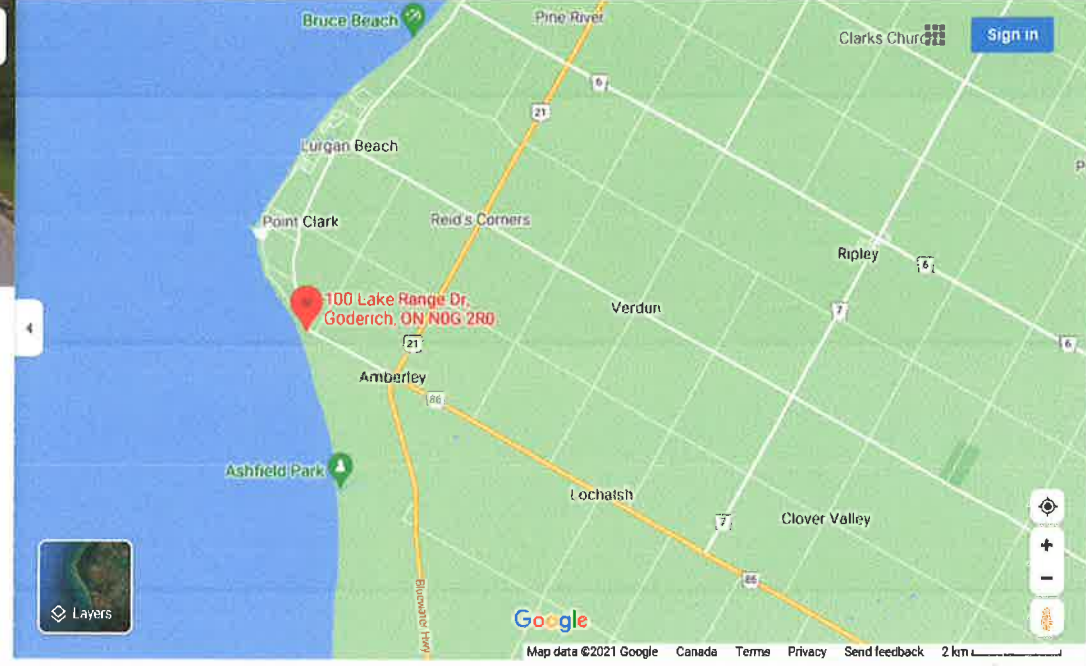 Bruce Beach
Pine River
Clarks Churc
Sign in
6
21
Lurgan Beach
Point Clark
Reid's Corners
Ripley
6
100 Lake Range Dr,
Goderich, ON N0G 2R0
Verdun
7
21
6
Amberley
86
Ashfield Park
Lochalsh
7
Clover Valley
86
Bluewater Hwy
Layers
Google
Map data ©2021 Google Canada Terms Privacy Send feedback 2 km